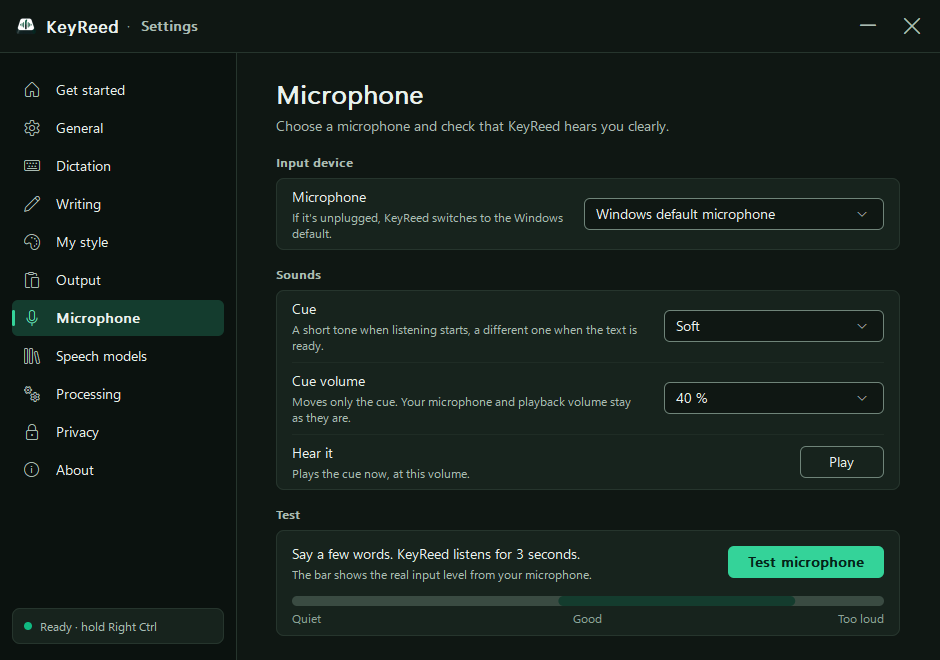 KeyReed · Settings
Get started
General
Dictation
Writing
My style
Output
Microphone
Speech models
Processing
Privacy
About
Ready · hold Right Ctrl
Microphone
Choose a microphone and check that KeyReed hears you clearly.
Input device
Microphone
If it's unplugged, KeyReed switches to the Windows
default.
Windows default microphone
Sounds
Cue
A short tone when listening starts, a different one when the text is
ready.
Soft
Cue volume
Moves only the cue. Your microphone and playback volume stay
as they are.
40 %
Hear it
Plays the cue now, at this volume.
Play
Test
Say a few words. KeyReed listens for 3 seconds.
The bar shows the real input level from your microphone.
Test microphone
Quiet
Good
Too loud